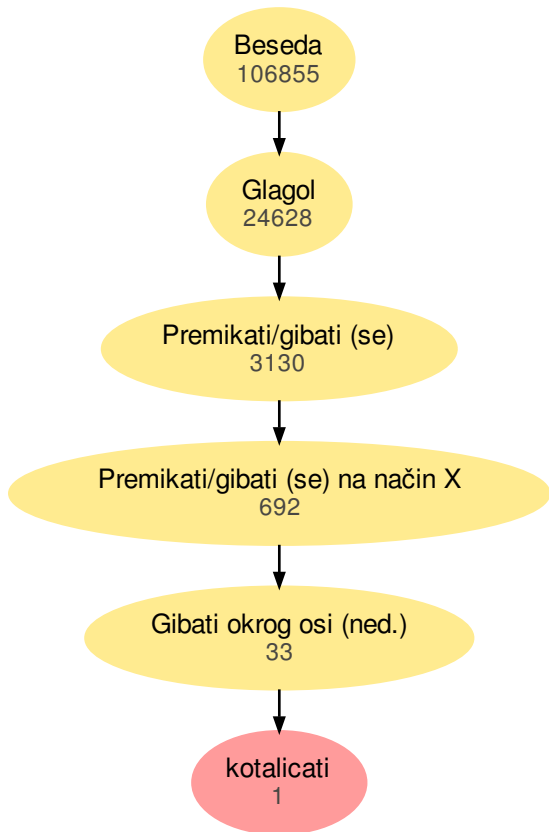 Beseda
106855
Glagol
24628
Premikati/gibati (se)
3130
Premikati/gibati (se) na način X
692
Gibati okrog osi (ned.)
33
kotalicati
1